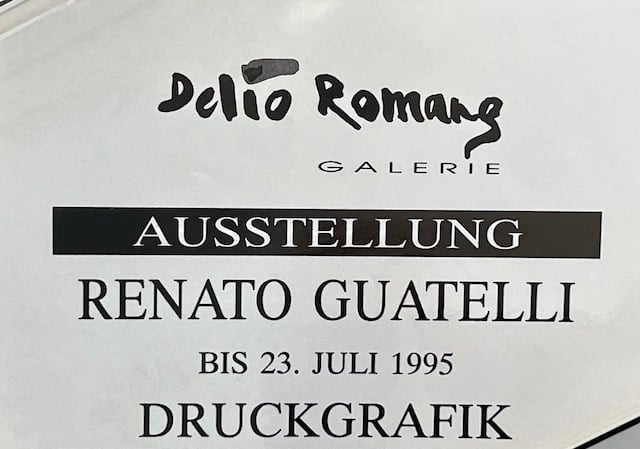 Delio Romang
GALERIE
AUSSTELLUNG
RENATO GUATELLI
BIS 23. JULI 1995
DRUCKGRAFIK